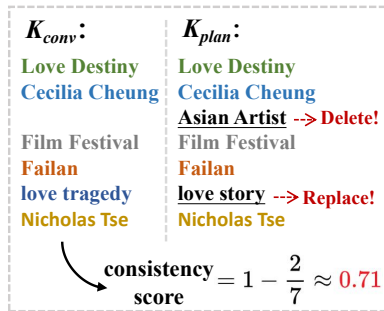 K_conv: K_plan:
Love Destiny Love Destiny
Cecilia Cheung Cecilia Cheung
Asian Artist --> Delete!
Film Festival Film Festival
Failan Failan
love tragedy love story --> Replace!
Nicholas Tse Nicholas Tse
consistency score = 1 − 2/7 ≈ 0.71